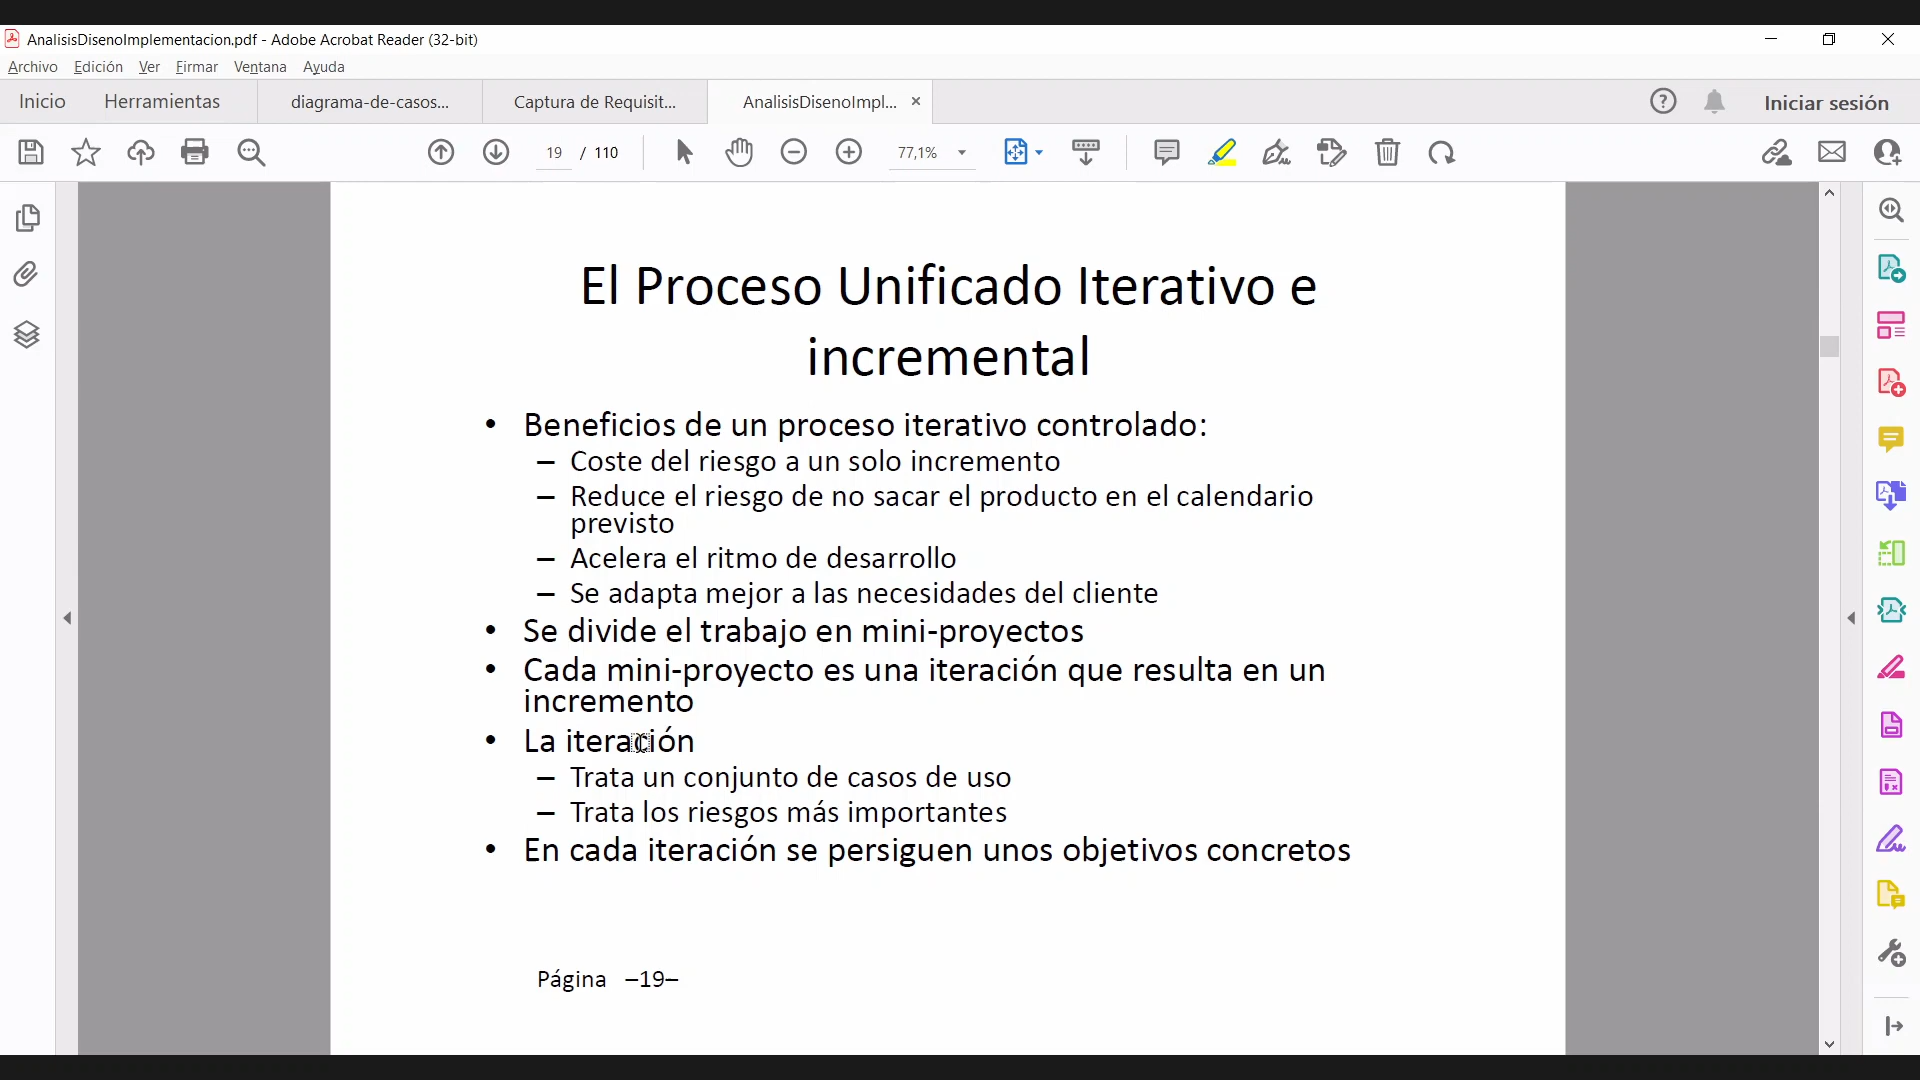 AnalisisDisenoImplementacion.pdf - Adobe Acrobat Reader (32-bit)
Archivo Edición Ver Firmar Ventana Ayuda
Inicio Herramientas diagrama-de-casos... Captura de Requisit... AnalisisDisenoImpl... Iniciar sesión
19 / 110 77,1%
El Proceso Unificado Iterativo e
incremental
• Beneficios de un proceso iterativo controlado:
– Coste del riesgo a un solo incremento
– Reduce el riesgo de no sacar el producto en el calendario
previsto
– Acelera el ritmo de desarrollo
– Se adapta mejor a las necesidades del cliente
• Se divide el trabajo en mini-proyectos
• Cada mini-proyecto es una iteración que resulta en un
incremento
• La iteración
– Trata un conjunto de casos de uso
– Trata los riesgos más importantes
• En cada iteración se persiguen unos objetivos concretos
Página –19–